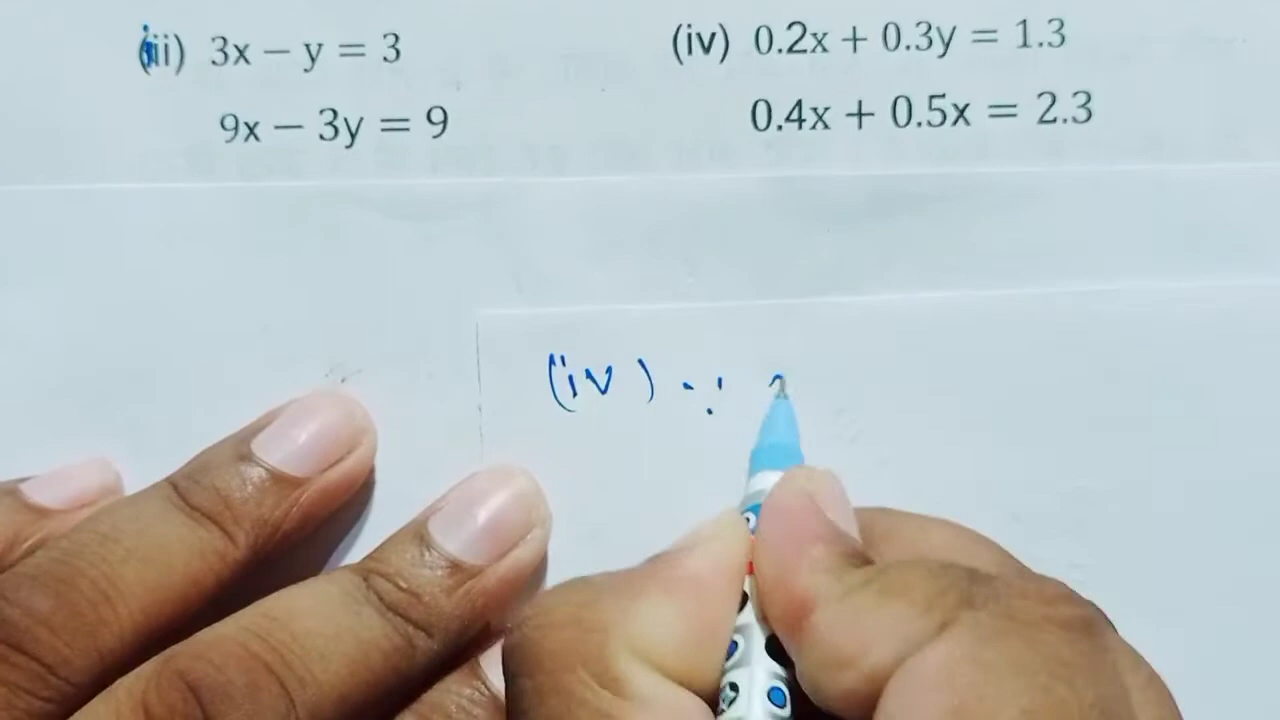 (iii) 3x − y = 3
9x − 3y = 9
(iv) 0.2x + 0.3y = 1.3
0.4x + 0.5x = 2.3
(iv) ∵